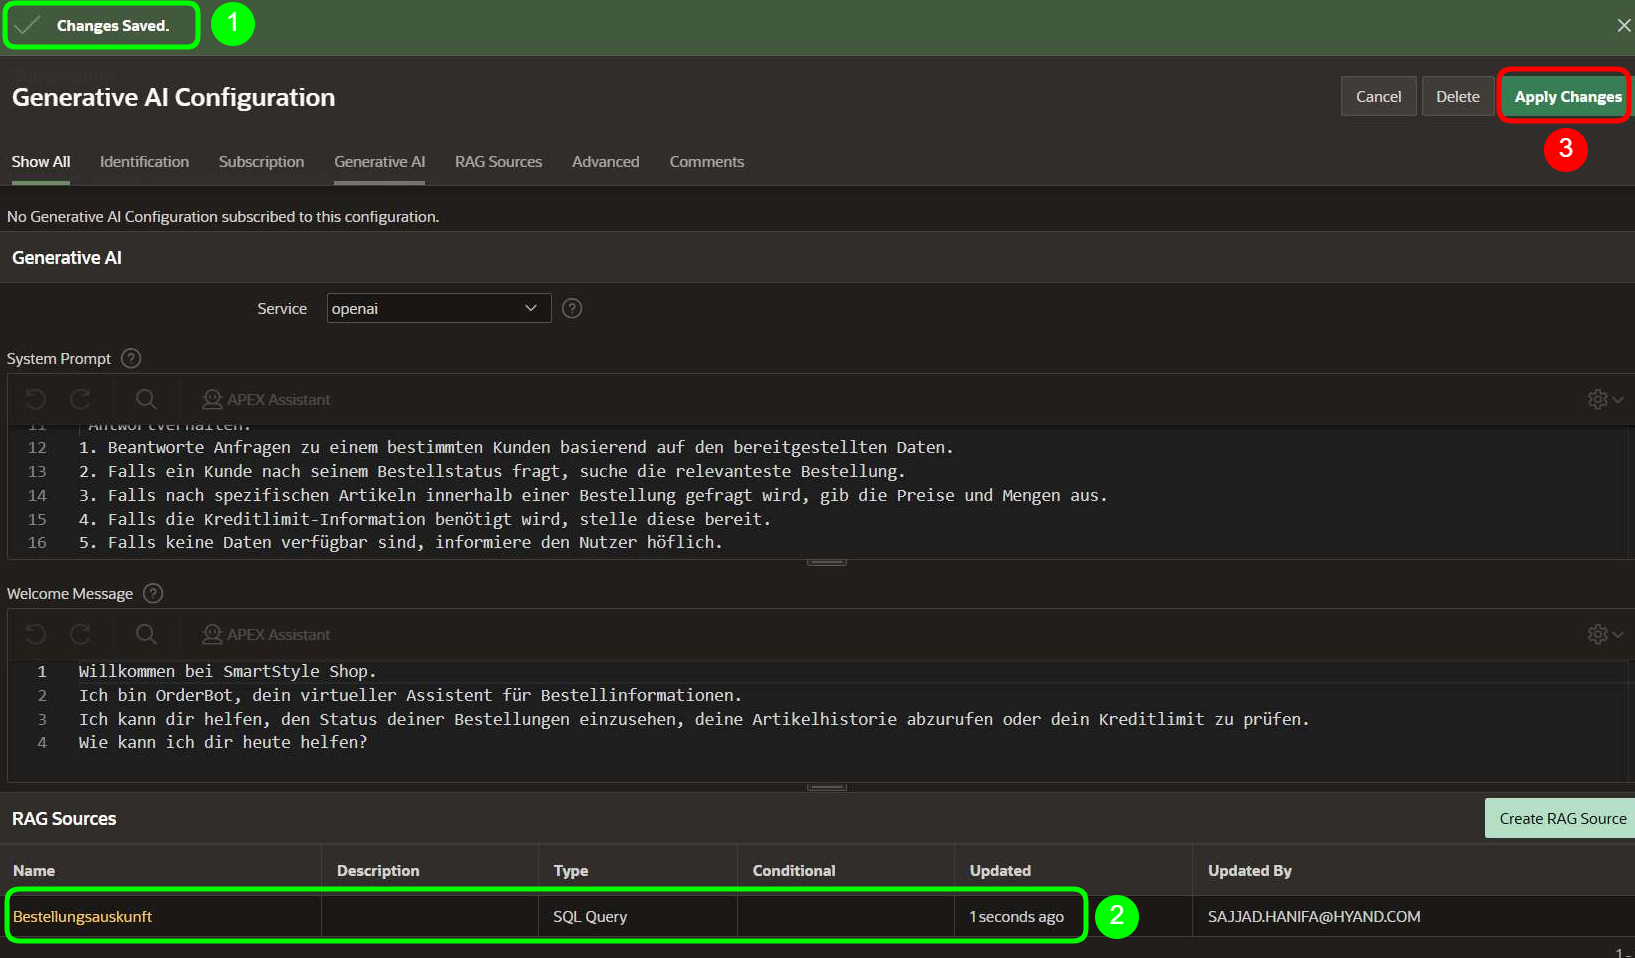 Changes Saved.
1
Generative AI Configuration
Cancel
Delete
Apply Changes
3
Show All
Identification
Subscription
Generative AI
RAG Sources
Advanced
Comments
No Generative AI Configuration subscribed to this configuration.
Generative AI
Service
openai
?
System Prompt ?
APEX Assistant
11 Antwortverhalten:
12 1. Beantworte Anfragen zu einem bestimmten Kunden basierend auf den bereitgestellten Daten.
13 2. Falls ein Kunde nach seinem Bestellstatus fragt, suche die relevanteste Bestellung.
14 3. Falls nach spezifischen Artikeln innerhalb einer Bestellung gefragt wird, gib die Preise und Mengen aus.
15 4. Falls die Kreditlimit-Information benötigt wird, stelle diese bereit.
16 5. Falls keine Daten verfügbar sind, informiere den Nutzer höflich.
Welcome Message ?
APEX Assistant
1 Willkommen bei SmartStyle Shop.
2 Ich bin OrderBot, dein virtueller Assistent für Bestellinformationen.
3 Ich kann dir helfen, den Status deiner Bestellungen einzusehen, deine Artikelhistorie abzurufen oder dein Kreditlimit zu prüfen.
4 Wie kann ich dir heute helfen?
RAG Sources
Create RAG Source
Name
Description
Type
Conditional
Updated
Updated By
Bestellungsauskunft
SQL Query
1 seconds ago
2
SAJJAD.HANIFA@HYAND.COM
1 -